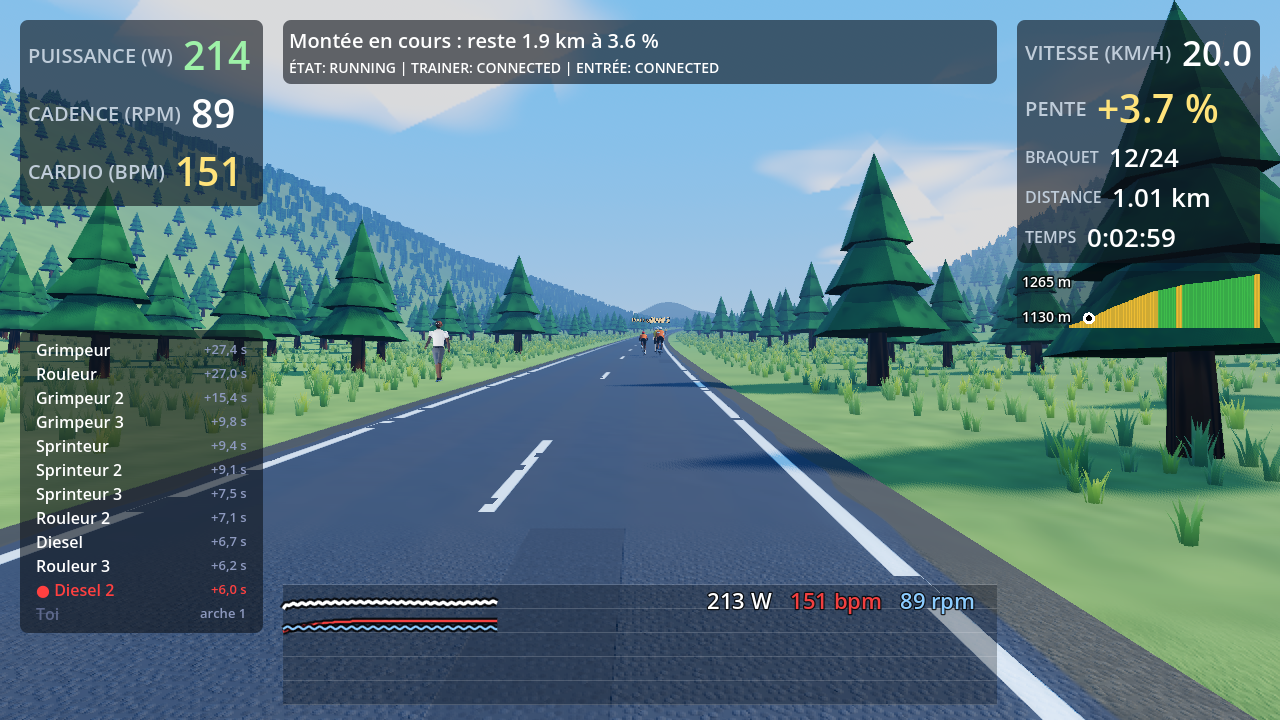 PUISSANCE (W) 214
CADENCE (RPM) 89
CARDIO (BPM) 151
Montée en cours : reste 1.9 km à 3.6 %
ÉTAT: RUNNING | TRAINER: CONNECTED | ENTRÉE: CONNECTED
VITESSE (KM/H) 20.0
PENTE +3.7 %
BRAQUET 12/24
DISTANCE 1.01 km
TEMPS 0:02:59
1265 m
1130 m
Grimpeur +27,4 s
Rouleur +27,0 s
Grimpeur 2 +15,4 s
Grimpeur 3 +9,8 s
Sprinteur +9,4 s
Sprinteur 2 +9,1 s
Sprinteur 3 +7,5 s
Rouleur 2 +7,1 s
Diesel +6,7 s
Rouleur 3 +6,2 s
Diesel 2 +6,0 s
Toi arche 1
213 W 151 bpm 89 rpm